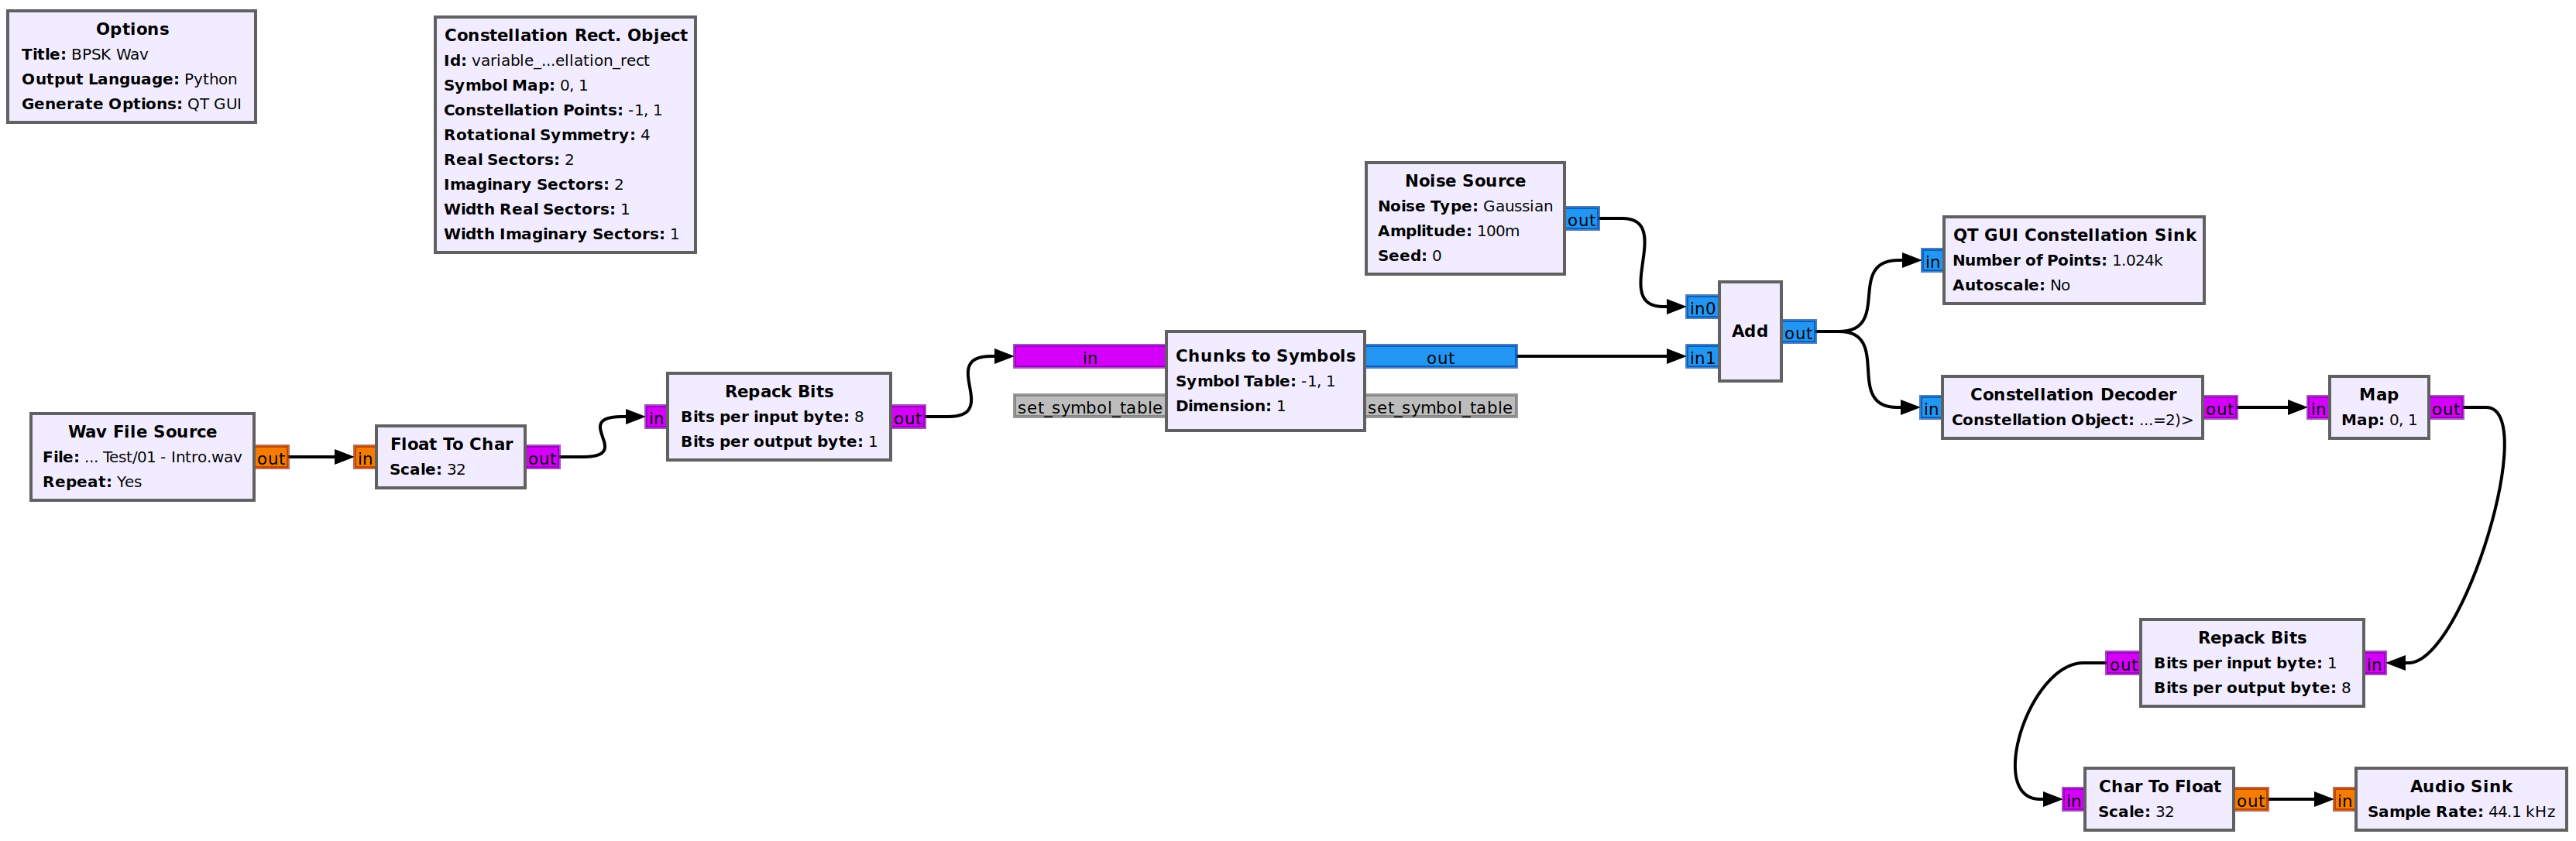 Options
Title: BPSK Wav
Output Language: Python
Generate Options: QT GUI
Constellation Rect. Object
Id: variable_...ellation_rect
Symbol Map: 0, 1
Constellation Points: -1, 1
Rotational Symmetry: 4
Real Sectors: 2
Imaginary Sectors: 2
Width Real Sectors: 1
Width Imaginary Sectors: 1
Wav File Source
File: ... Test/01 - Intro.wav
Repeat: Yes
out
in
Float To Char
Scale: 32
out
in
Repack Bits
Bits per input byte: 8
Bits per output byte: 1
out
in
set_symbol_table
Chunks to Symbols
Symbol Table: -1, 1
Dimension: 1
out
set_symbol_table
Noise Source
Noise Type: Gaussian
Amplitude: 100m
Seed: 0
out
in0
in1
Add
out
in
QT GUI Constellation Sink
Number of Points: 1.024k
Autoscale: No
in
Constellation Decoder
Constellation Object: ...=2)>
out
in
Map
Map: 0, 1
out
in
Repack Bits
Bits per input byte: 1
Bits per output byte: 8
out
in
Char To Float
Scale: 32
out
in
Audio Sink
Sample Rate: 44.1 kHz